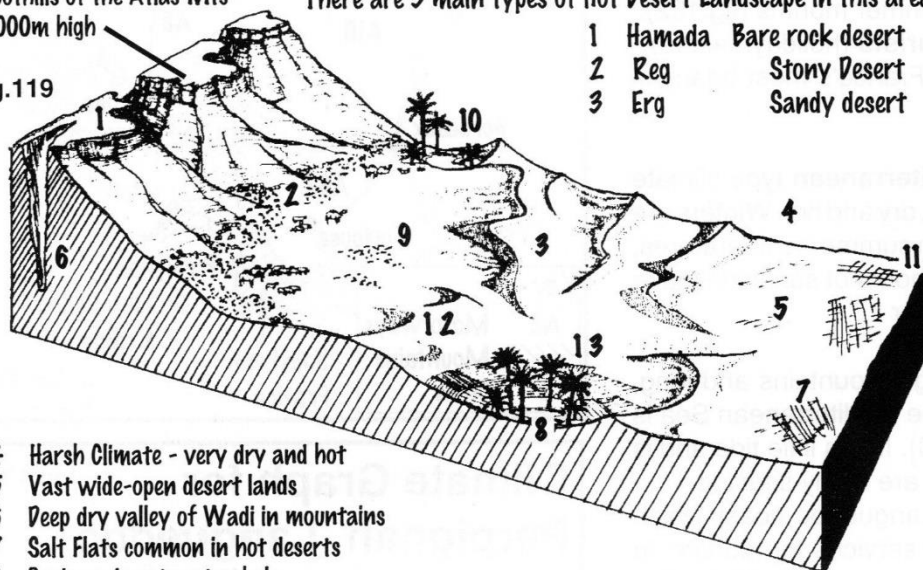 of the Atlas Mts
There are 3 main types of hot Desert Landscape in this area
000m high
1 Hamada Bare rock desert
2 Reg Stony Desert
3 Erg Sandy desert
g.119
1
10
2
4
9
3
11
6
5
12
13
7
8
Harsh Climate - very dry and hot
Vast wide-open desert lands
Deep dry valley of Wadi in mountains
Salt Flats common in hot deserts